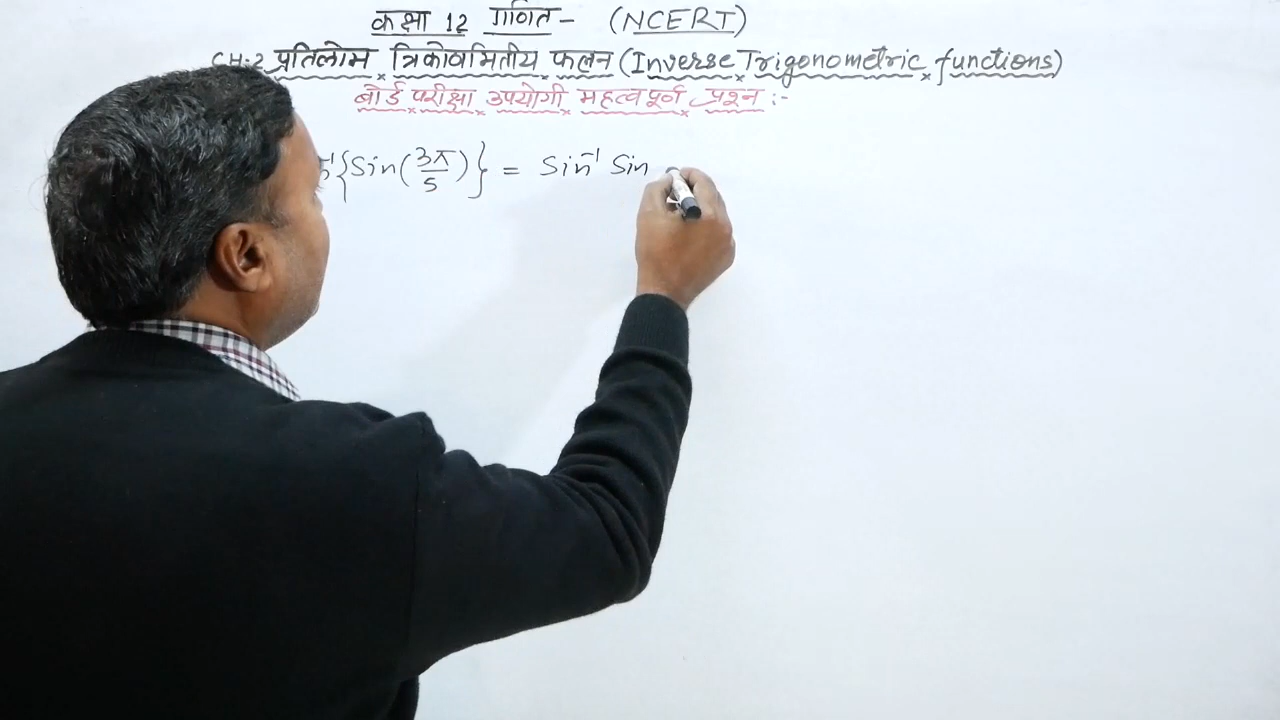 कक्षा 12 गणित - (NCERT)
CH-2 प्रतिलोम त्रिकोणमितीय फलन (Inverse Trigonometric functions)
बोर्ड परीक्षा उपयोगी महत्वपूर्ण प्रश्न :-
{Sin(3π/5)} = Sin⁻¹ Sin